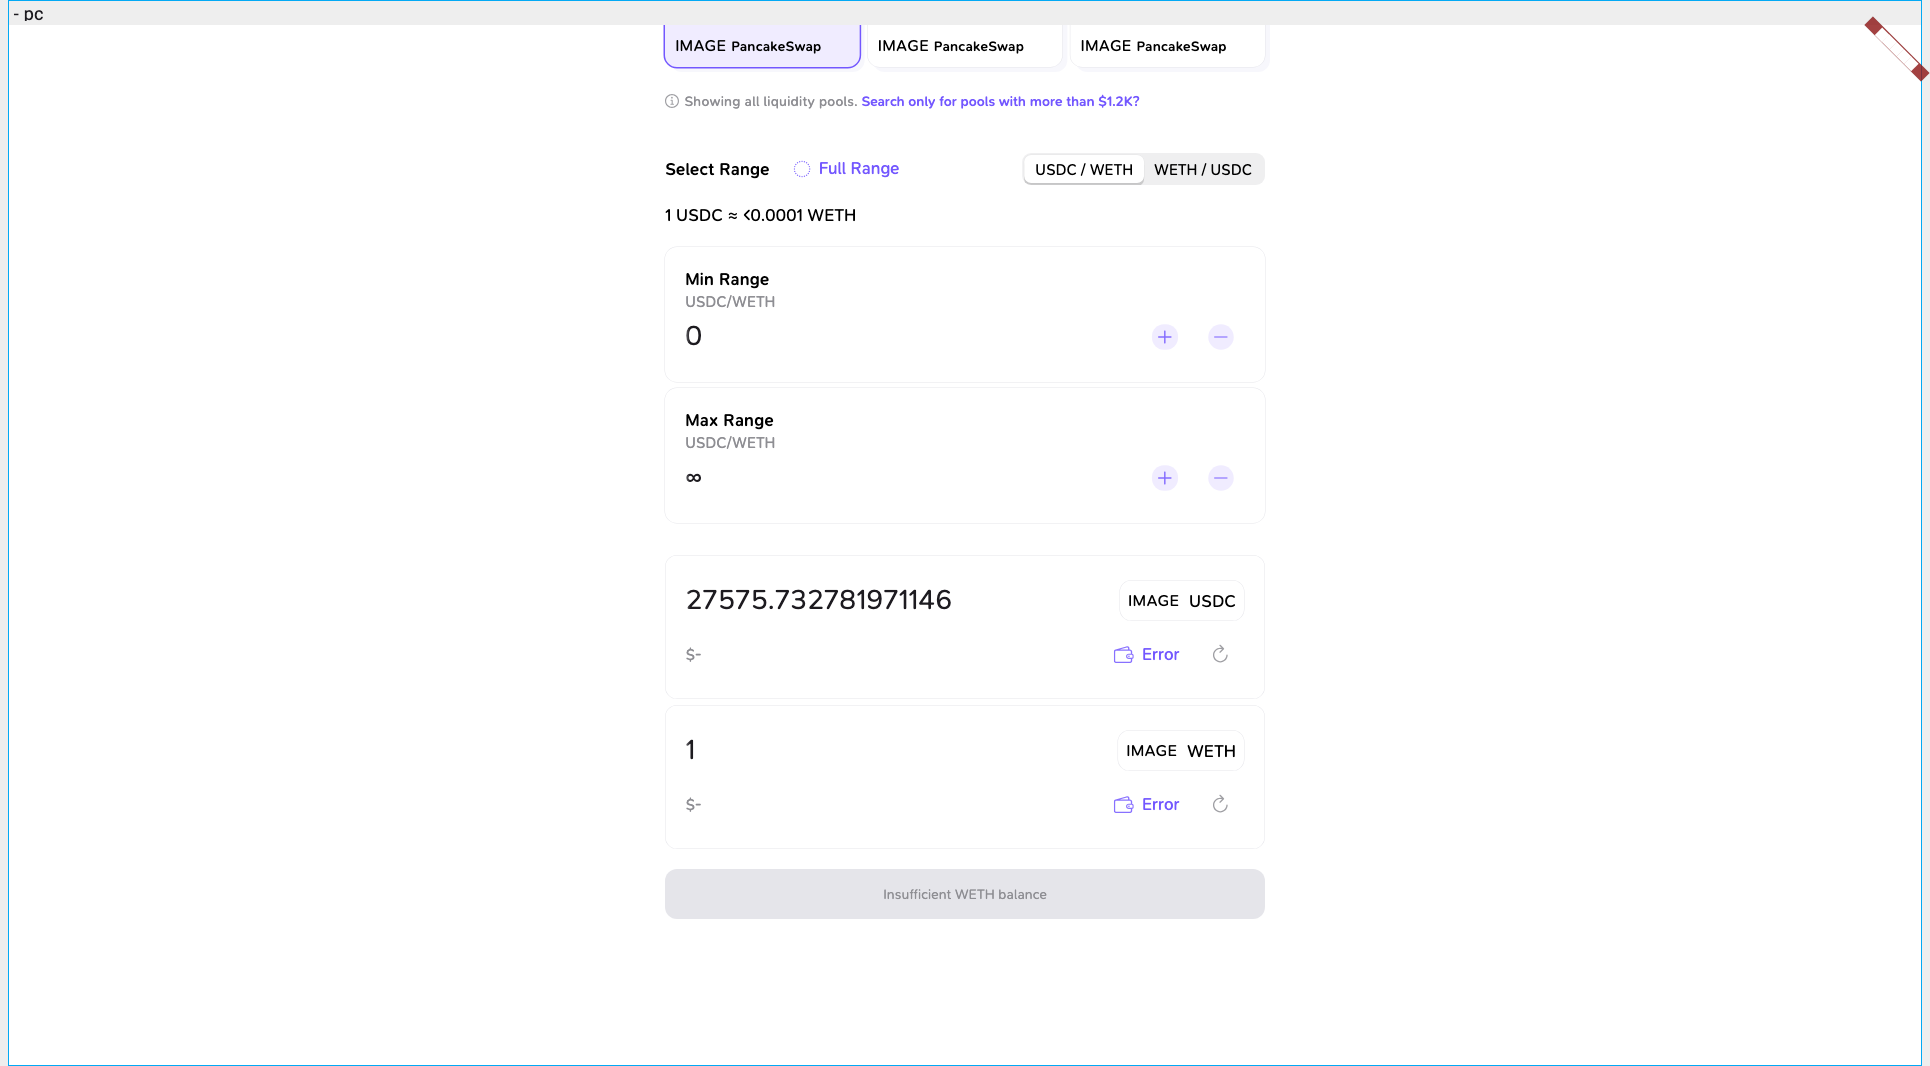 - pc
IMAGE PancakeSwap IMAGE PancakeSwap IMAGE PancakeSwap
Showing all liquidity pools. Search only for pools with more than $1.2K?
Select Range Full Range USDC / WETH WETH / USDC
1 USDC ≈ <0.0001 WETH
Min Range
USDC/WETH
0
Max Range
USDC/WETH
∞
27575.732781971146 IMAGE USDC
$- Error
1 IMAGE WETH
$- Error
Insufficient WETH balance